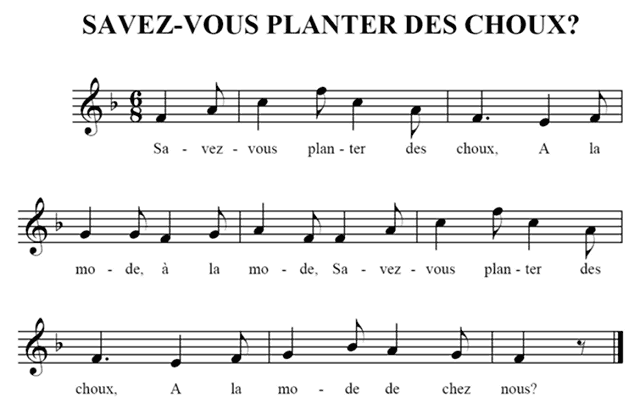 SAVEZ-VOUS PLANTER DES CHOUX?
6
8
Sa - vez - vous plan - ter des choux, A la
mo - de, à la mo - de, Sa - vez - vous plan - ter des
choux, A la mo - de de chez nous?